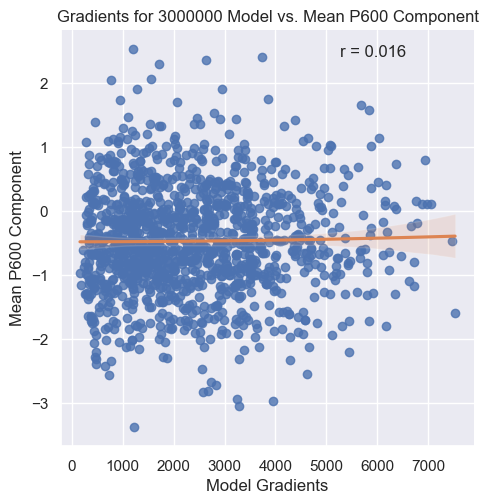 Gradients for 3000000 Model vs. Mean P600 Component
r = 0.016
2
1
0
−1
−2
−3
Mean P600 Component
0 1000 2000 3000 4000 5000 6000 7000
Model Gradients